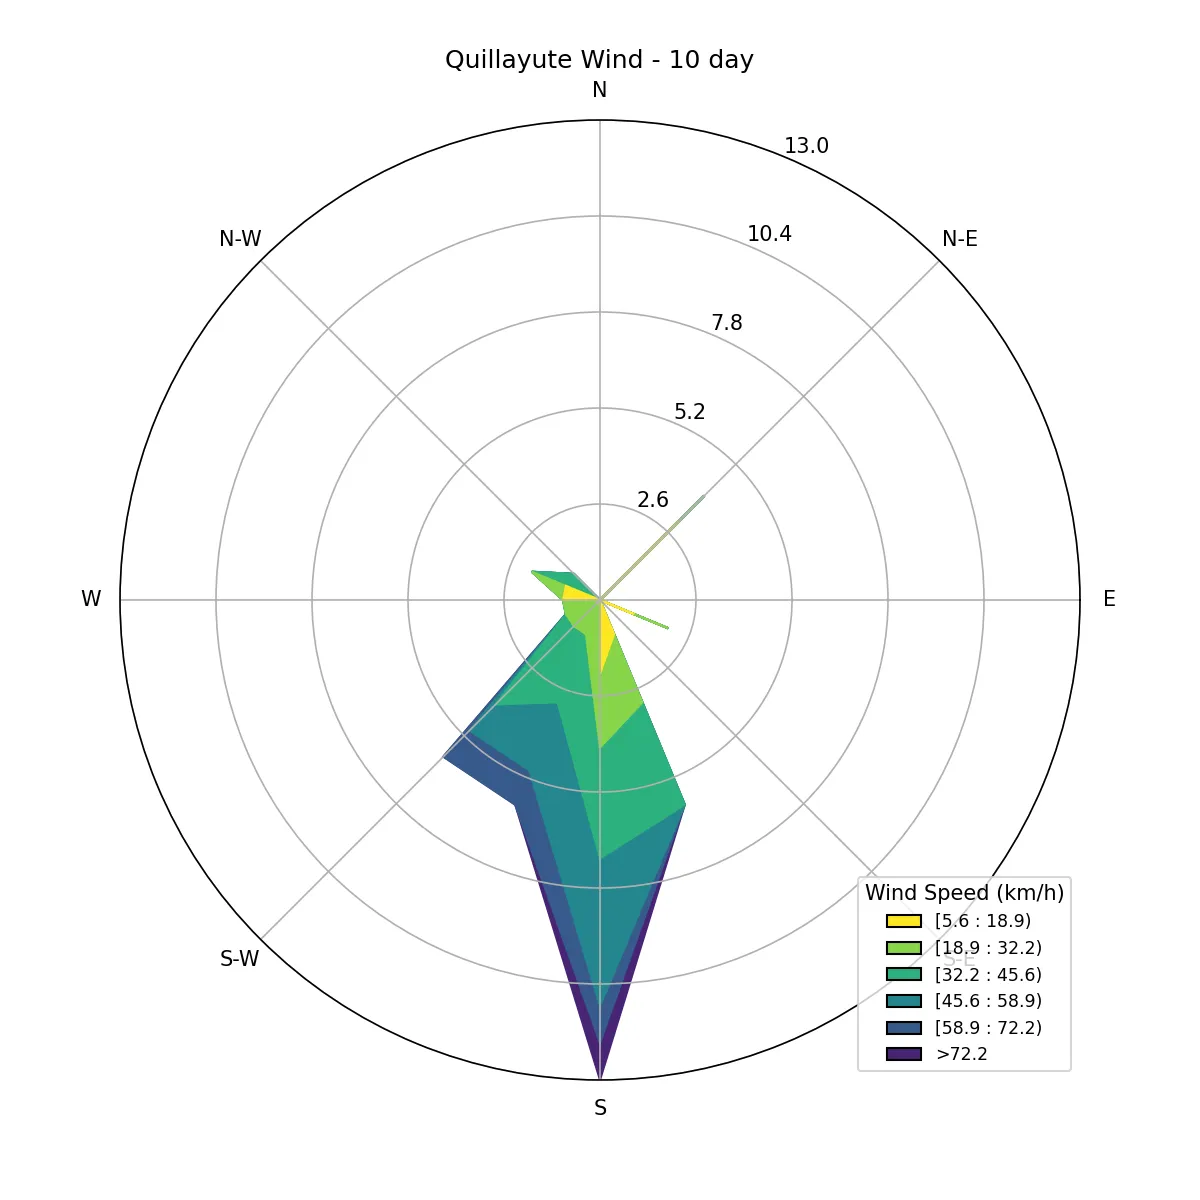 Quillayute Wind - 10 day
N
13.0
N-W
10.4
N-E
7.8
5.2
2.6
W
E
Wind Speed (km/h)
[5.6 : 18.9)
[18.9 : 32.2)
S-W
S-E
[32.2 : 45.6)
[45.6 : 58.9)
[58.9 : 72.2)
>72.2
S